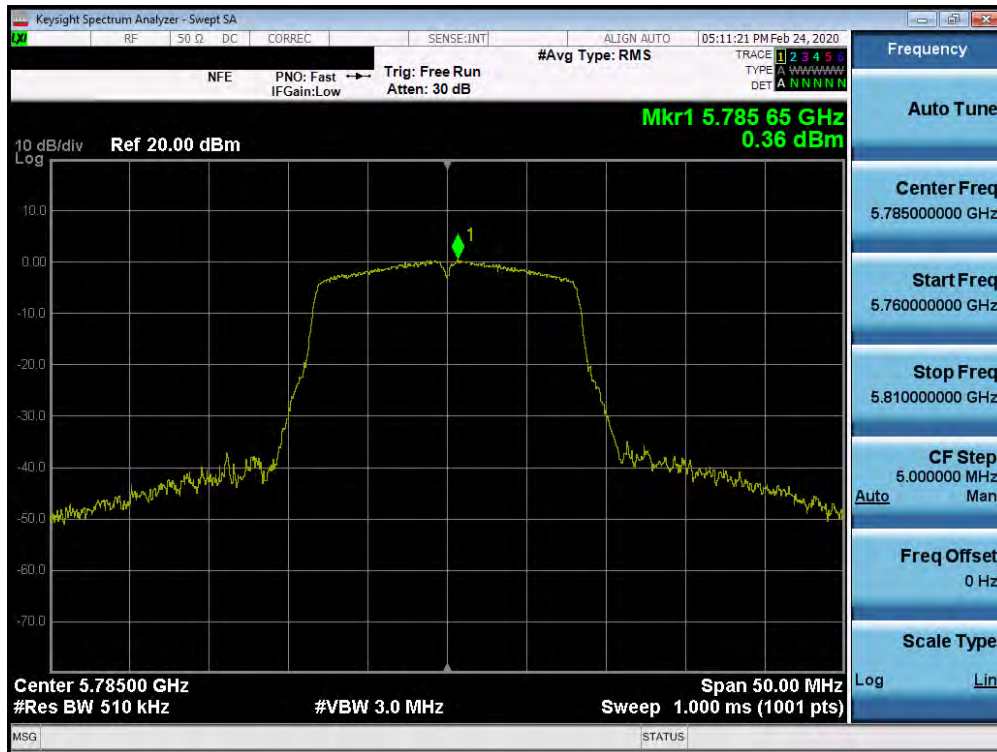 Keysight Spectrum Analyzer - Swept SA
LXI RF 50 Ω DC CORREC SENSE:INT ALIGN AUTO 05:11:21 PM Feb 24, 2020
NFE PNO: Fast Trig: Free Run #Avg Type: RMS TRACE 1 2 3 4 5 6
IFGain:Low Atten: 30 dB TYPE A WWWWW
DET A N N N N N
Mkr1 5.785 65 GHz
0.36 dBm
10 dB/div Ref 20.00 dBm
Log
10.0
0.00
-10.0
-20.0
-30.0
-40.0
-50.0
-60.0
-70.0
1
Center 5.78500 GHz Span 50.00 MHz
#Res BW 510 kHz #VBW 3.0 MHz Sweep 1.000 ms (1001 pts)
MSG STATUS
Frequency
Auto Tune
Center Freq
5.785000000 GHz
Start Freq
5.760000000 GHz
Stop Freq
5.810000000 GHz
CF Step
5.000000 MHz
Auto Man
Freq Offset
0 Hz
Scale Type
Log Lin